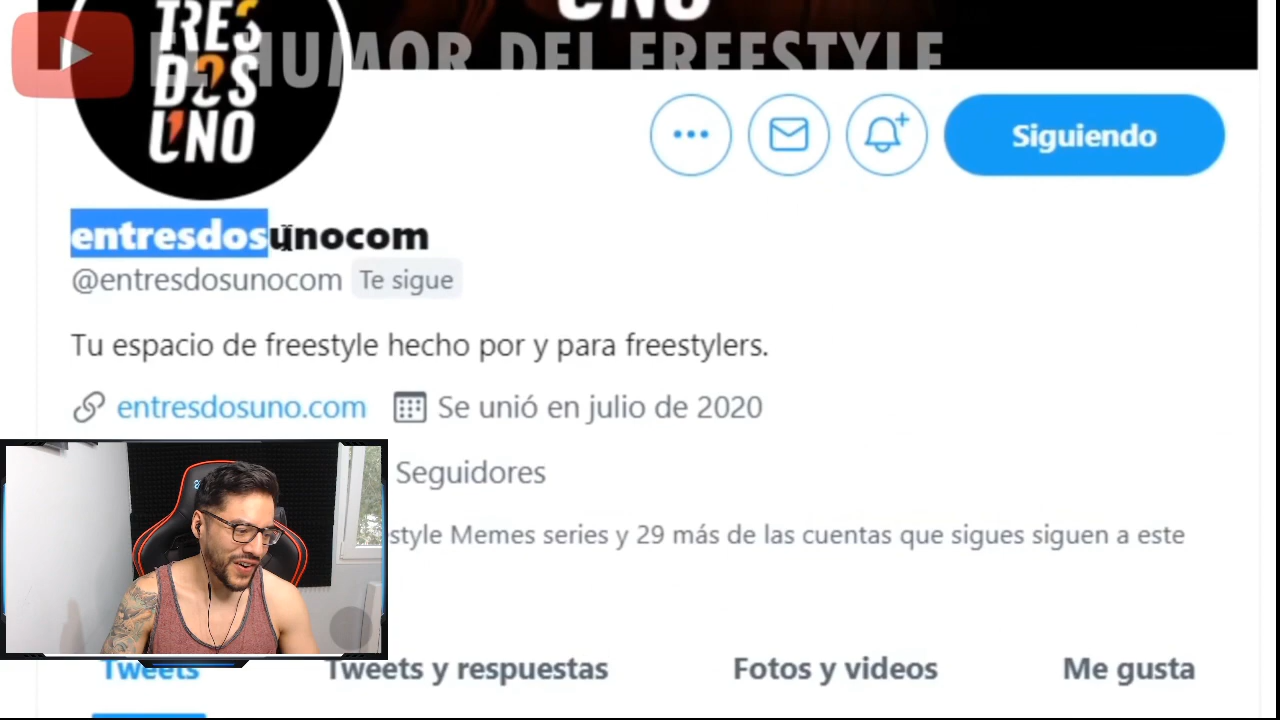 TRES
DOS
UNO
UNO
EL HUMOR DEL FREESTYLE
Siguiendo
entresdosunocom
@entresdosunocom Te sigue
Tu espacio de freestyle hecho por y para freestylers.
entresdosuno.com Se unió en julio de 2020
Seguidores
Memes series y 29 más de las cuentas que sigues siguen a este
Tweets Tweets y respuestas Fotos y videos Me gusta